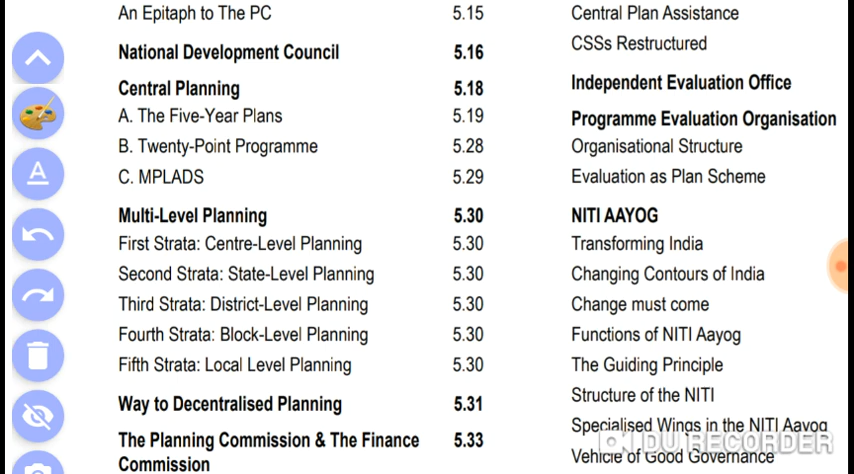 An Epitaph to The PC 5.15
National Development Council 5.16
Central Planning 5.18
A. The Five-Year Plans 5.19
B. Twenty-Point Programme 5.28
C. MPLADS 5.29
Multi-Level Planning 5.30
First Strata: Centre-Level Planning 5.30
Second Strata: State-Level Planning 5.30
Third Strata: District-Level Planning 5.30
Fourth Strata: Block-Level Planning 5.30
Fifth Strata: Local Level Planning 5.30
Way to Decentralised Planning 5.31
The Planning Commission & The Finance 5.33
Commission
Central Plan Assistance
CSSs Restructured
Independent Evaluation Office
Programme Evaluation Organisation
Organisational Structure
Evaluation as Plan Scheme
NITI AAYOG
Transforming India
Changing Contours of India
Change must come
Functions of NITI Aayog
The Guiding Principle
Structure of the NITI
Specialised Wings in the NITI Aayog
Vehicle of Good Governance
DU RECORDER
A